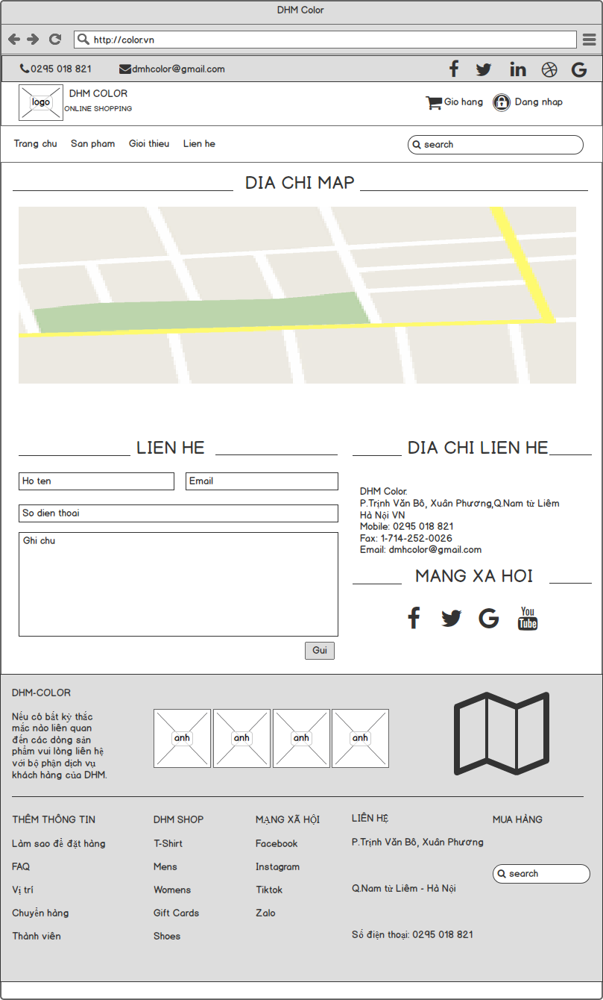 DHM Color
http://color.vn
0295 018 821 dmhcolor@gmail.com
logo
DHM COLOR
ONLINE SHOPPING
Gio hang Dang nhap
Trang chu San pham Gioi thieu Lien he
search
DIA CHI MAP
LIEN HE
Ho ten Email
So dien thoai
Ghi chu
Gui
DIA CHI LIEN HE
DHM Color.
P.Trịnh Văn Bô, Xuân Phương,Q.Nam từ Liêm
Hà Nội VN
Mobile: 0295 018 821
Fax: 1-714-252-0026
Email: dmhcolor@gmail.com
MANG XA HOI
You
Tube
DHM-COLOR
Nếu có bất kỳ thắc
mắc nào liên quan
đến các dòng sản
phẩm vui lòng liên hệ
với bộ phận dịch vụ
khách hàng của DHM.
anh anh anh anh
THÊM THÔNG TIN
Làm sao để đặt hàng
FAQ
Vị trí
Chuyển hàng
Thành viên
DHM SHOP
T-Shirt
Mens
Womens
Gift Cards
Shoes
MẠNG XÃ HỘI
Facebook
Instagram
Tiktok
Zalo
LIÊN HỆ
P.Trịnh Văn Bô, Xuân Phương
Q.Nam từ Liêm - Hà Nội
Số điện thoại: 0295 018 821
MUA HÀNG
search